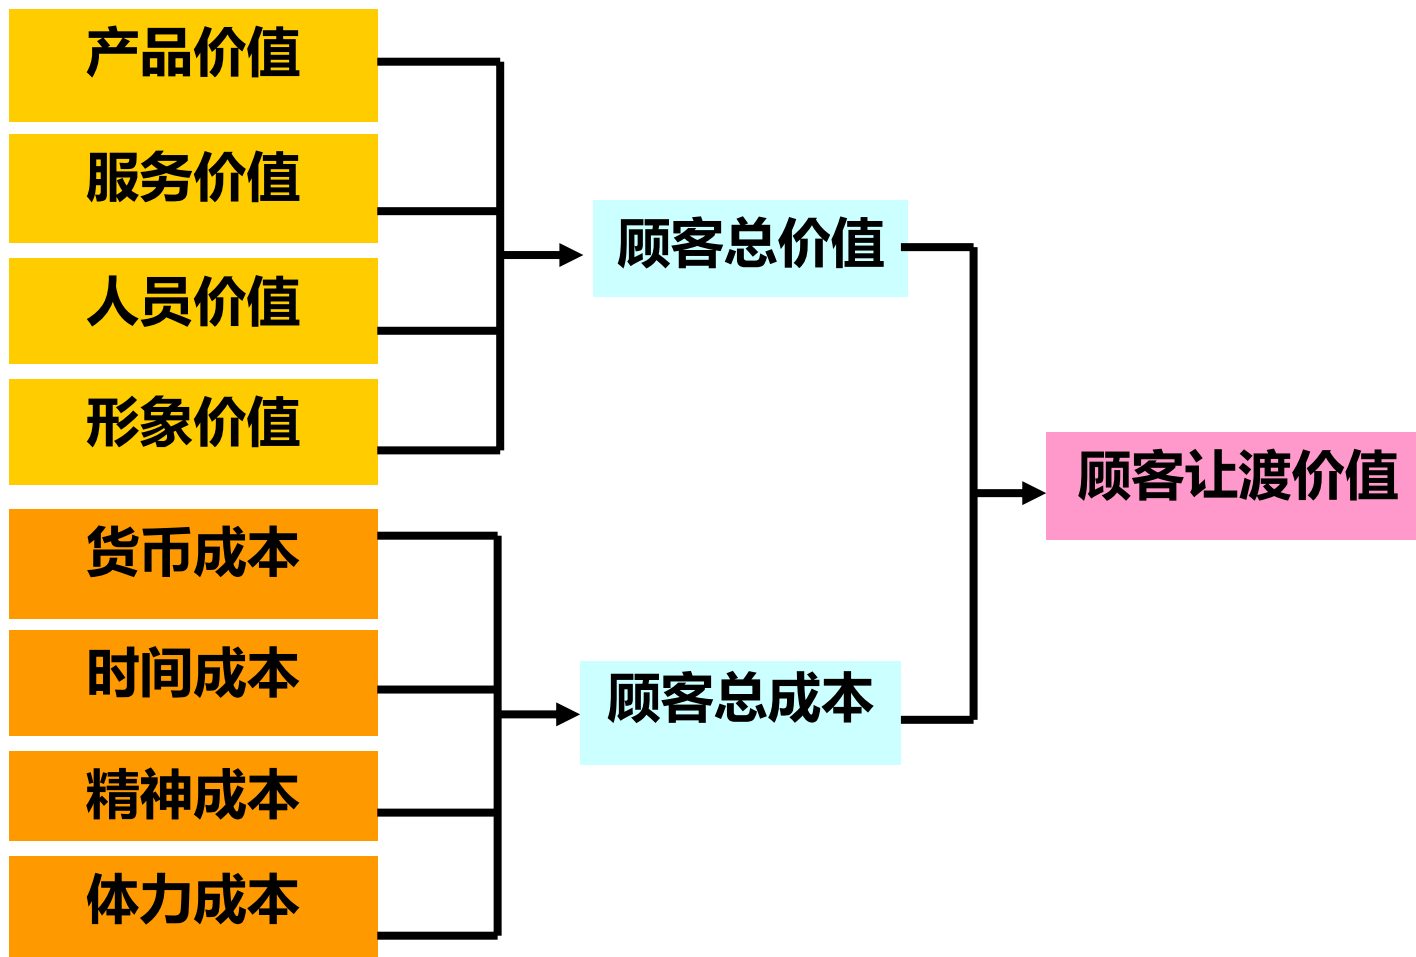 产品价值
服务价值
人员价值
形象价值
货币成本
时间成本
精神成本
体力成本
顾客总价值
顾客总成本
顾客让渡价值